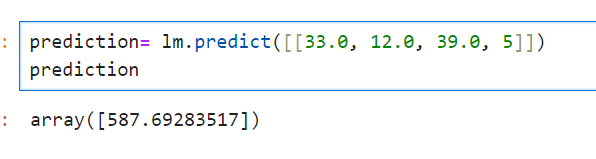 : prediction= lm.predict([[33.0, 12.0, 39.0, 5]])
prediction
: array([587.69283517])